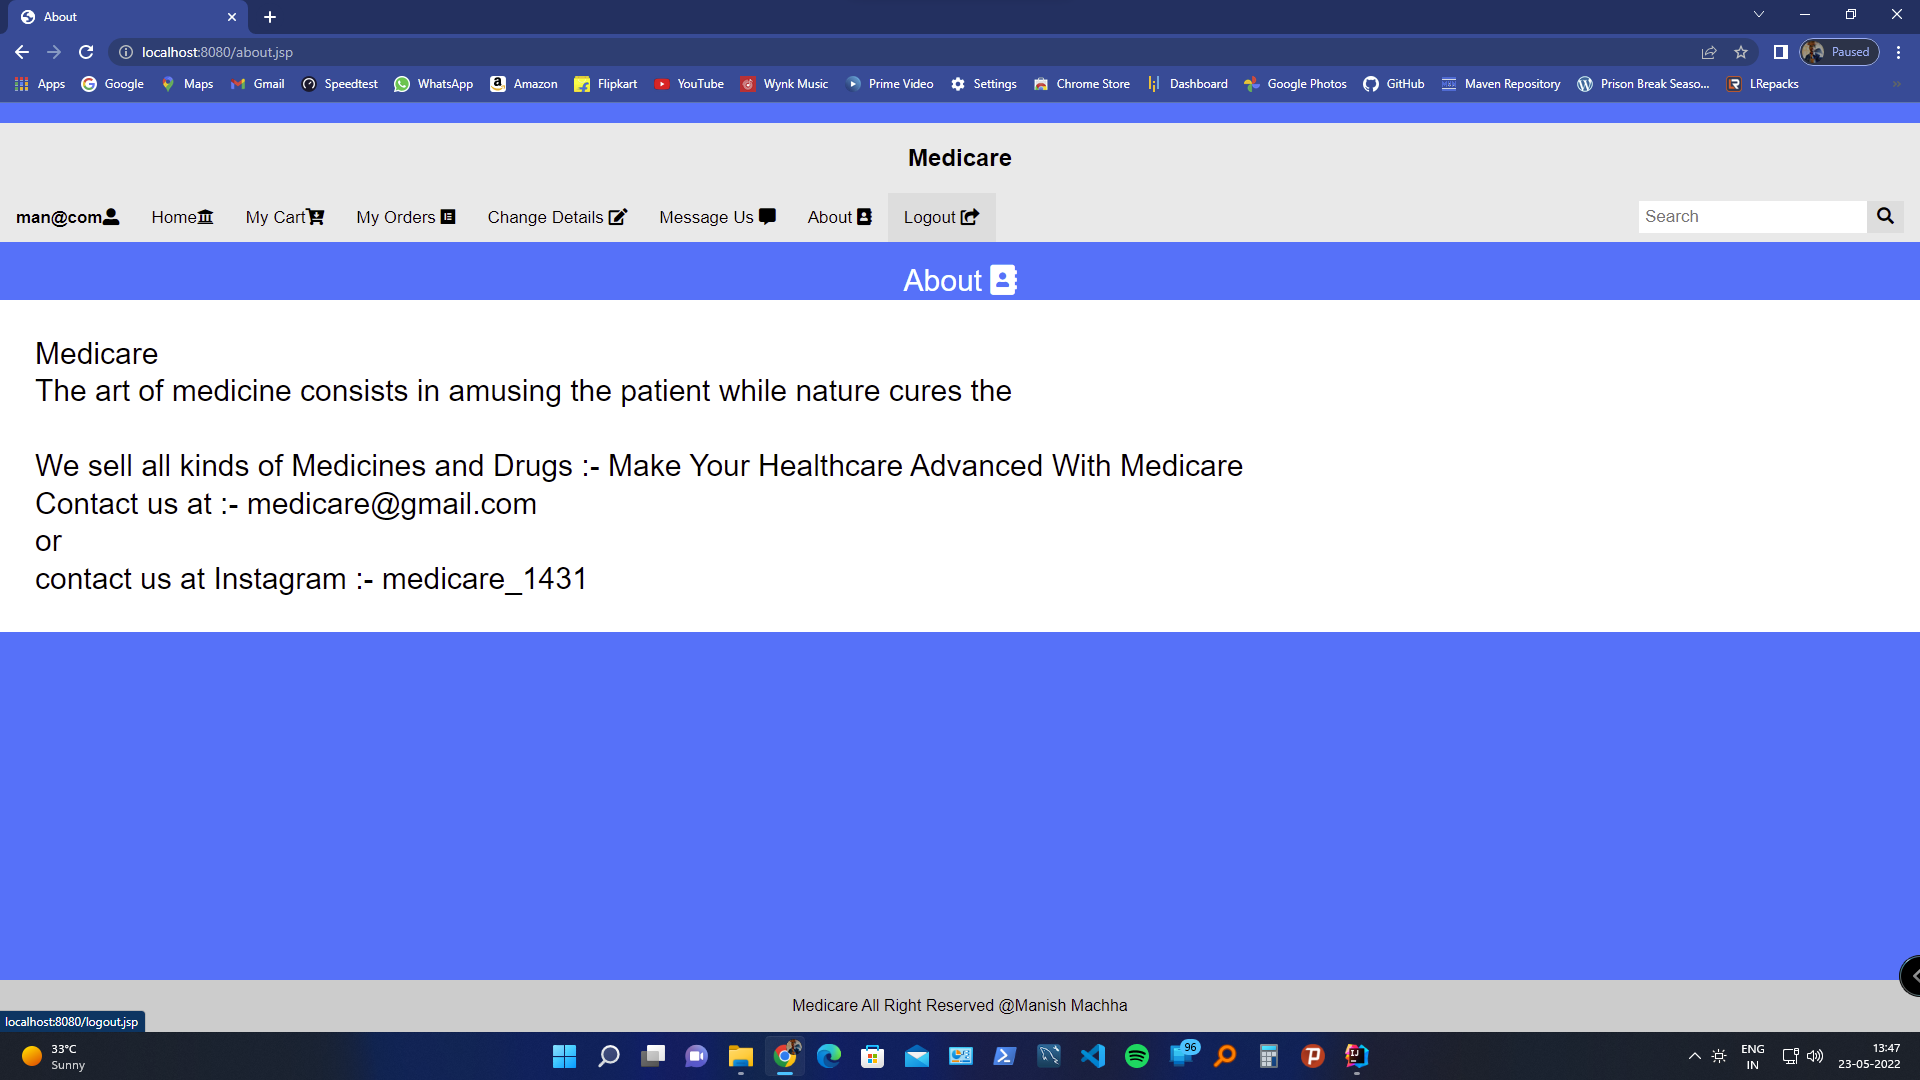 About
localhost:8080/about.jsp
Paused
Apps Google Maps Gmail Speedtest WhatsApp Amazon Flipkart YouTube Wynk Music Prime Video Settings Chrome Store Dashboard Google Photos GitHub Maven Repository Prison Break Seaso... LRepacks
Medicare
man@com Home My Cart My Orders Change Details Message Us About Logout Search
About
Medicare
The art of medicine consists in amusing the patient while nature cures the
We sell all kinds of Medicines and Drugs :- Make Your Healthcare Advanced With Medicare
Contact us at :- medicare@gmail.com
or
contact us at Instagram :- medicare_1431
Medicare All Right Reserved @Manish Machha
localhost:8080/logout.jsp
33°C
Sunny
96
ENG
IN
13:47
23-05-2022